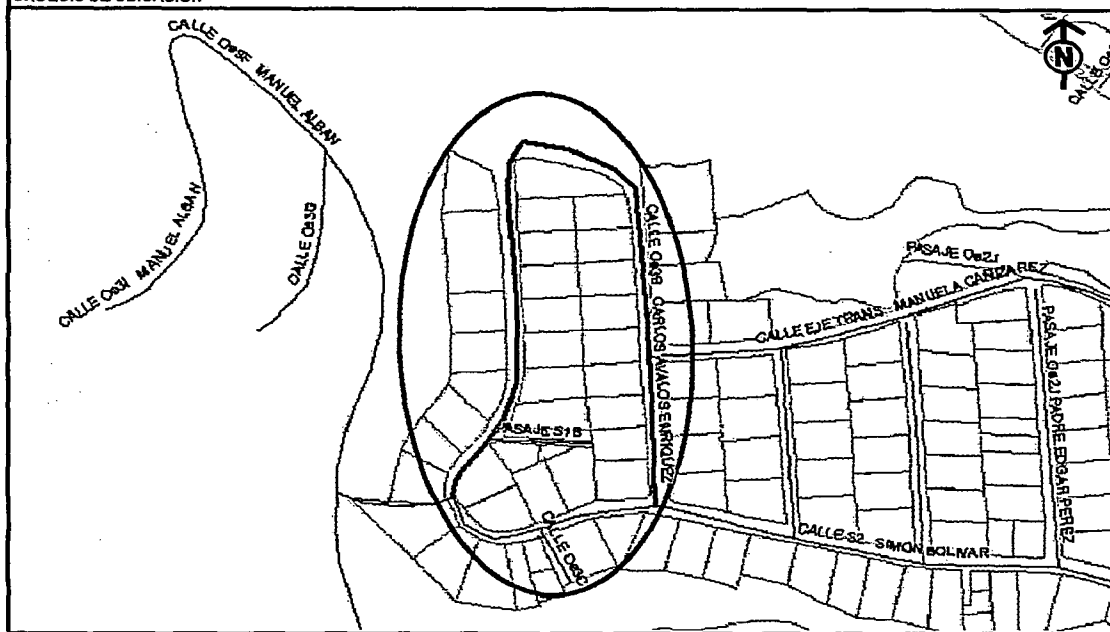 CALLE Oe3F MANUEL ALBAN
N
CALLE Oe3I MANUEL ALBAN
CALLE Oe3G
CALLE Oe3B CARLOS AVALOS ENRIQUEZ
PASAJE Oe2J
CALLE EJE TRANS MANUELA CAÑIZAREZ
PASAJE Oe2J PADRE EDGAR PEREZ
PASAJE S1B
CALLE Oe3C
CALLE S2 SIMON BOLIVAR